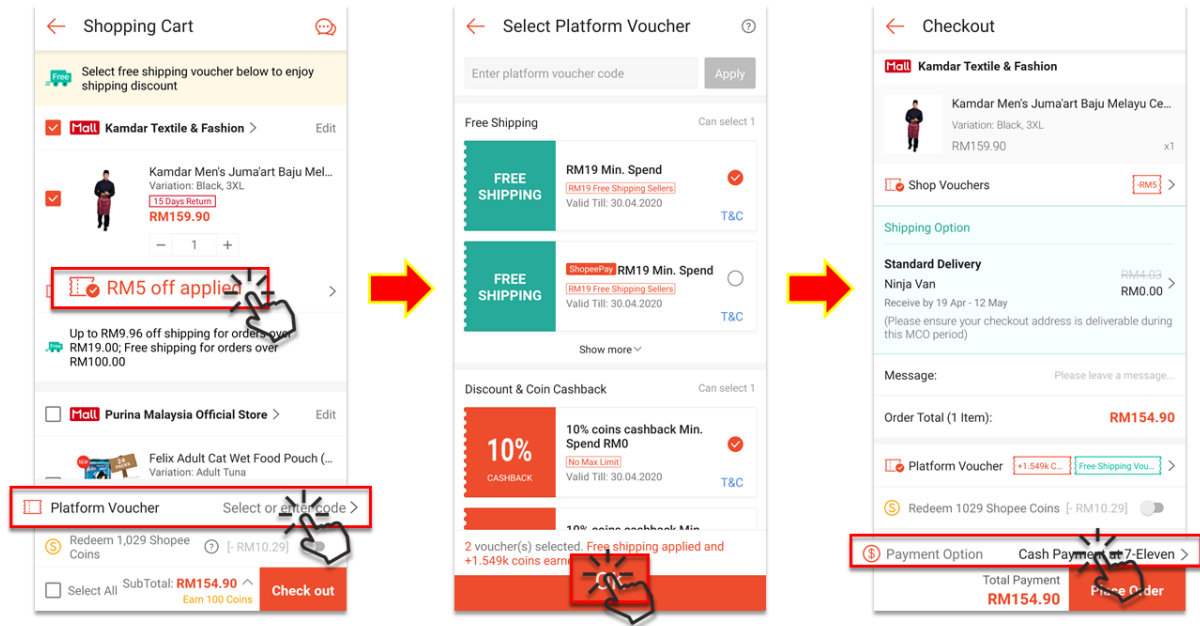 Shopping Cart
Free
Select free shipping voucher below to enjoy
shipping discount
Mall Kamdar Textile & Fashion >
Edit
Kamdar Men's Juma'art Baju Mel...
Variation: Black, 3XL
15 Days Return
RM159.90
− 1 +
RM5 off applied
Free
Up to RM9.96 off shipping for orders over
RM19.00; Free shipping for orders over
RM100.00
Mall Purina Malaysia Official Store >
Edit
Felix Adult Cat Wet Food Pouch (...
Variation: Adult Tuna
Platform Voucher
Select or enter code >
Redeem 1,029 Shopee
Coins
? [- RM10.29]
Select All
SubTotal: RM154.90
Earn 100 Coins
Check out
Select Platform Voucher
?
Enter platform voucher code
Apply
Free Shipping
Can select 1
FREE
SHIPPING
RM19 Min. Spend
RM19 Free Shipping Sellers
Valid Till: 30.04.2020
T&C
FREE
SHIPPING
ShopeePay RM19 Min. Spend
RM19 Free Shipping Sellers
Valid Till: 30.04.2020
T&C
Show more
Discount & Coin Cashback
Can select 1
10%
CASHBACK
10% coins cashback Min.
Spend RM0
No Max Limit
Valid Till: 30.04.2020
T&C
10% coins cashback Min.
2 voucher(s) selected. Free shipping applied and
+1.549k coins earne
OK
Checkout
Mall Kamdar Textile & Fashion
Kamdar Men's Juma'art Baju Melayu Ce...
Variation: Black, 3XL
RM159.90
x1
Shop Vouchers
-RM5 >
Shipping Option
Standard Delivery
Ninja Van
RM4.03
RM0.00 >
Receive by 19 Apr - 12 May
(Please ensure your checkout address is deliverable during
this MCO period)
Message:
Please leave a message...
Order Total (1 Item):
RM154.90
Platform Voucher
+1.549k C...
Free Shipping Vou... >
Redeem 1029 Shopee Coins [- RM10.29]
Payment Option
Cash Payment at 7-Eleven >
Total Payment
RM154.90
Place Order